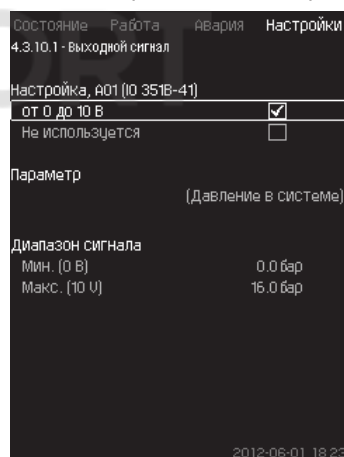 Состояние Работа Авария Настройки
4.3.10.1 - Выходной сигнал
Настройка, AO1 (IO 351B-41)
от 0 до 10 В
Не используется
Параметр
(Давление в системе)
Диапазон сигнала
Мин. (0 В) 0.0 бар
Макс. (10 V) 16.0 бар
2012-06-01 18:23